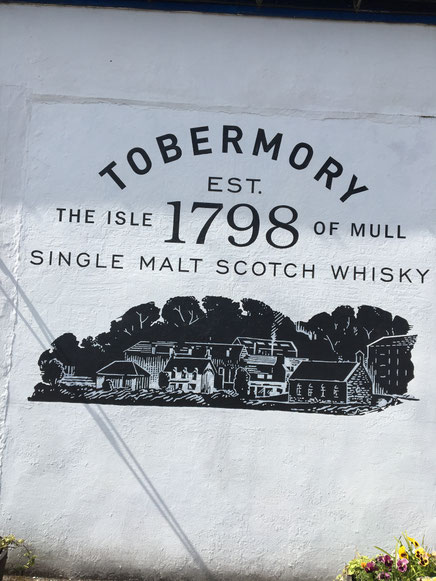 TOBERMORY
EST.
THE ISLE 1798 OF MULL
SINGLE MALT SCOTCH WHISKY